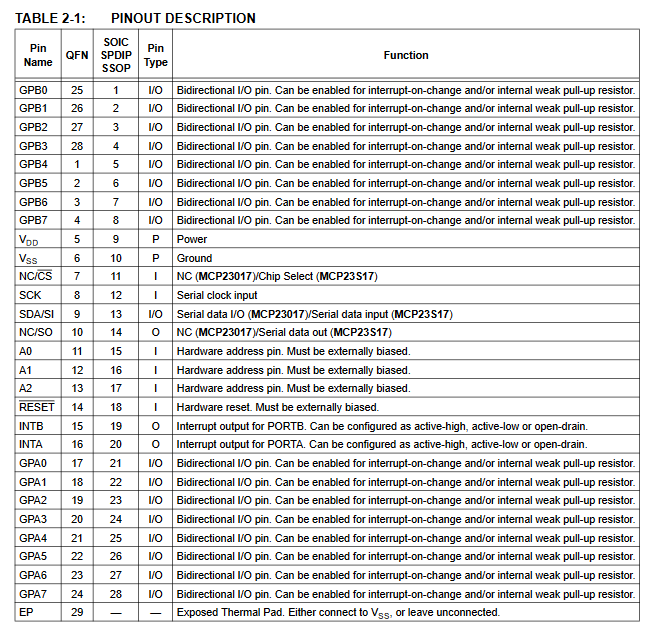 TABLE 2-1: PINOUT DESCRIPTION
Pin Name QFN SOIC SPDIP SSOP Pin Type Function
GPB0 25 1 I/O Bidirectional I/O pin. Can be enabled for interrupt-on-change and/or internal weak pull-up resistor.
GPB1 26 2 I/O Bidirectional I/O pin. Can be enabled for interrupt-on-change and/or internal weak pull-up resistor.
GPB2 27 3 I/O Bidirectional I/O pin. Can be enabled for interrupt-on-change and/or internal weak pull-up resistor.
GPB3 28 4 I/O Bidirectional I/O pin. Can be enabled for interrupt-on-change and/or internal weak pull-up resistor.
GPB4 1 5 I/O Bidirectional I/O pin. Can be enabled for interrupt-on-change and/or internal weak pull-up resistor.
GPB5 2 6 I/O Bidirectional I/O pin. Can be enabled for interrupt-on-change and/or internal weak pull-up resistor.
GPB6 3 7 I/O Bidirectional I/O pin. Can be enabled for interrupt-on-change and/or internal weak pull-up resistor.
GPB7 4 8 I/O Bidirectional I/O pin. Can be enabled for interrupt-on-change and/or internal weak pull-up resistor.
VDD 5 9 P Power
VSS 6 10 P Ground
NC/CS 7 11 I NC (MCP23017)/Chip Select (MCP23S17)
SCK 8 12 I Serial clock input
SDA/SI 9 13 I/O Serial data I/O (MCP23017)/Serial data input (MCP23S17)
NC/SO 10 14 O NC (MCP23017)/Serial data out (MCP23S17)
A0 11 15 I Hardware address pin. Must be externally biased.
A1 12 16 I Hardware address pin. Must be externally biased.
A2 13 17 I Hardware address pin. Must be externally biased.
RESET 14 18 I Hardware reset. Must be externally biased.
INTB 15 19 O Interrupt output for PORTB. Can be configured as active-high, active-low or open-drain.
INTA 16 20 O Interrupt output for PORTA. Can be configured as active-high, active-low or open-drain.
GPA0 17 21 I/O Bidirectional I/O pin. Can be enabled for interrupt-on-change and/or internal weak pull-up resistor.
GPA1 18 22 I/O Bidirectional I/O pin. Can be enabled for interrupt-on-change and/or internal weak pull-up resistor.
GPA2 19 23 I/O Bidirectional I/O pin. Can be enabled for interrupt-on-change and/or internal weak pull-up resistor.
GPA3 20 24 I/O Bidirectional I/O pin. Can be enabled for interrupt-on-change and/or internal weak pull-up resistor.
GPA4 21 25 I/O Bidirectional I/O pin. Can be enabled for interrupt-on-change and/or internal weak pull-up resistor.
GPA5 22 26 I/O Bidirectional I/O pin. Can be enabled for interrupt-on-change and/or internal weak pull-up resistor.
GPA6 23 27 I/O Bidirectional I/O pin. Can be enabled for interrupt-on-change and/or internal weak pull-up resistor.
GPA7 24 28 I/O Bidirectional I/O pin. Can be enabled for interrupt-on-change and/or internal weak pull-up resistor.
EP 29 — — Exposed Thermal Pad. Either connect to VSS, or leave unconnected.